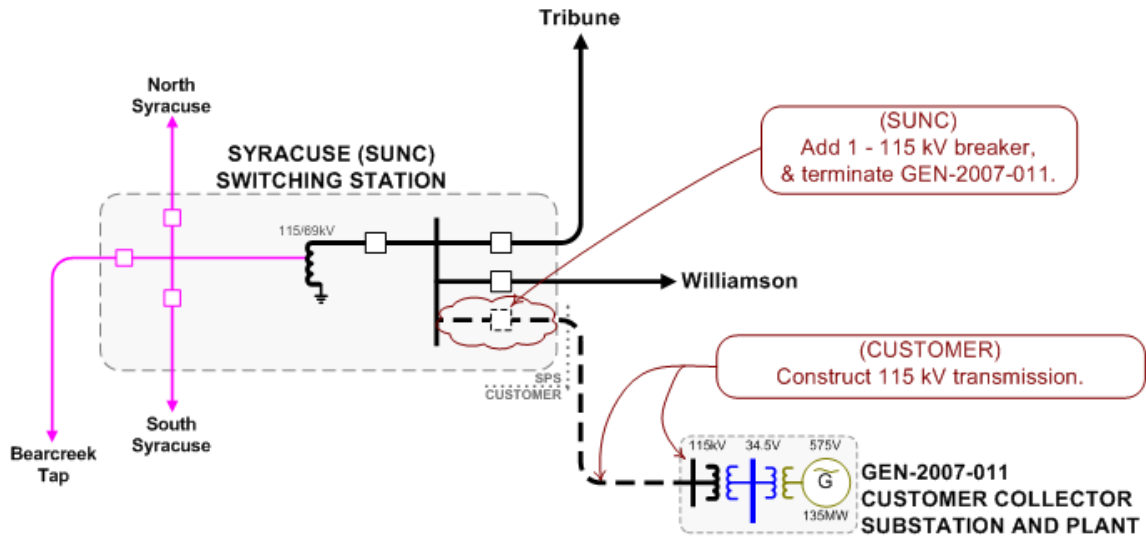 Tribune
North
Syracuse
(SUNC)
Add 1 - 115 kV breaker,
& terminate GEN-2007-011.
SYRACUSE (SUNC)
SWITCHING STATION
115/69kV
Williamson
(CUSTOMER)
Construct 115 kV transmission.
SPS
CUSTOMER
South
Syracuse
Bearcreek
Tap
115kV 34.5V 575V
G
135MW
GEN-2007-011
CUSTOMER COLLECTOR
SUBSTATION AND PLANT